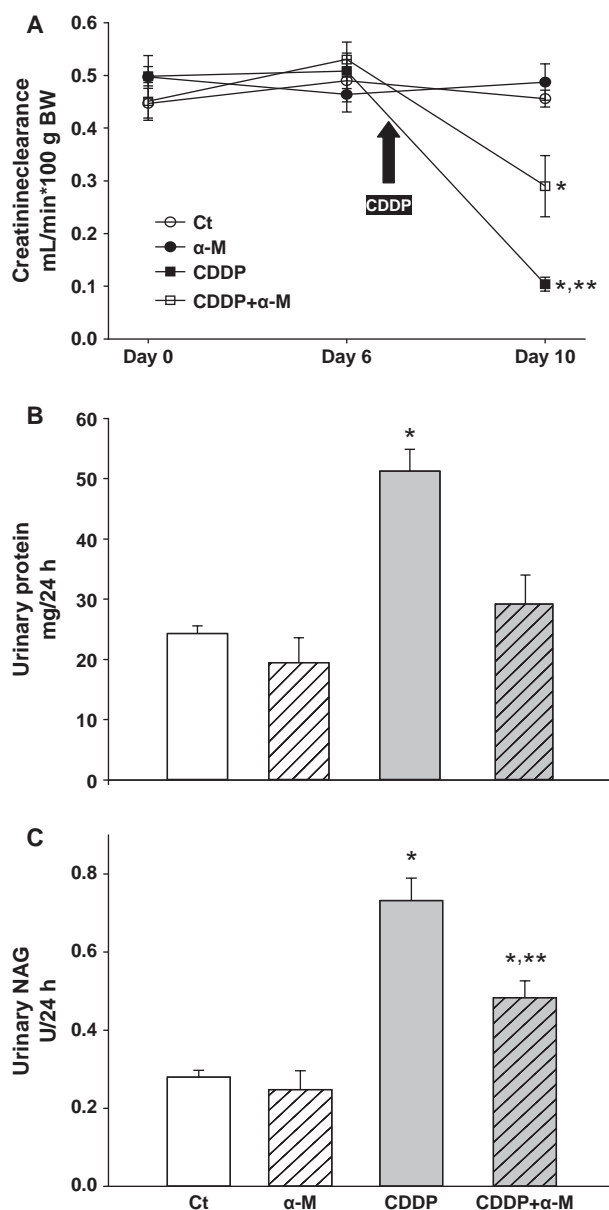 A
Creatinineclearance
mL/min*100 g BW
0.6
0.5
0.4
0.3
0.2
0.1
0.0
CDDP
*
*,**
Ct
α-M
CDDP
CDDP+α-M
Day 0
Day 6
Day 10
B
Urinary protein
mg/24 h
60
50
40
30
20
10
0
*
C
Urinary NAG
U/24 h
0.8
0.6
0.4
0.2
0.0
*
*,**
Ct
α-M
CDDP
CDDP+α-M